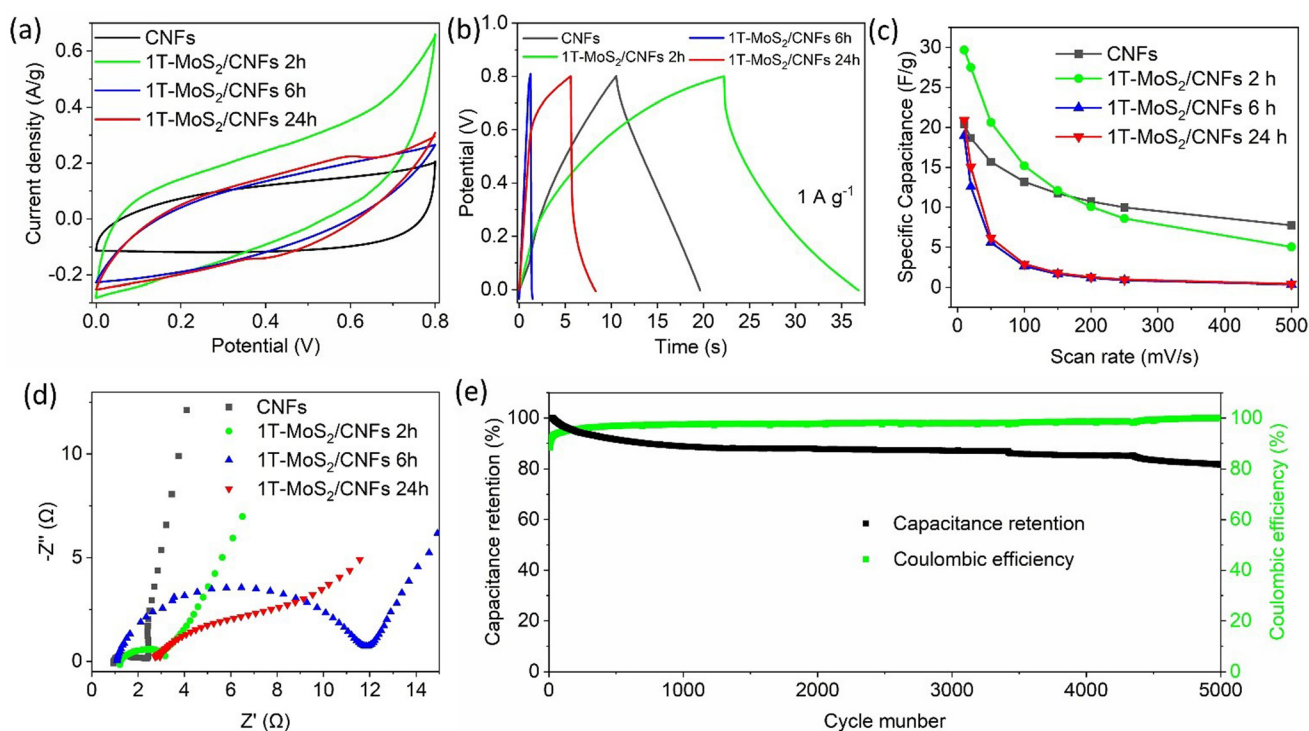 (a)
CNFs
1T-MoS2/CNFs 2h
1T-MoS2/CNFs 6h
1T-MoS2/CNFs 24h
Current density (A/g)
0.6
0.4
0.2
0.0
-0.2
0.0 0.2 0.4 0.6 0.8
Potential (V)
(b)
CNFs 1T-MoS2/CNFs 6h
1T-MoS2/CNFs 2h 1T-MoS2/CNFs 24h
1 A g-1
Potential (V)
1.0
0.8
0.6
0.4
0.2
0.0
0 5 10 15 20 25 30 35
Time (s)
(c)
CNFs
1T-MoS2/CNFs 2 h
1T-MoS2/CNFs 6 h
1T-MoS2/CNFs 24 h
Specific Capacitance (F/g)
30
25
20
15
10
5
0
0 100 200 300 400 500
Scan rate (mV/s)
(d)
CNFs
1T-MoS2/CNFs 2h
1T-MoS2/CNFs 6h
1T-MoS2/CNFs 24h
-Z'' (Ω)
10
5
0
0 2 4 6 8 10 12 14
Z' (Ω)
(e)
Capacitance retention
Coulombic efficiency
Capacitance retention (%)
100
80
60
40
20
0
0 1000 2000 3000 4000 5000
Cycle munber
100
80
60
40
20
0
Coulombic efficiency (%)